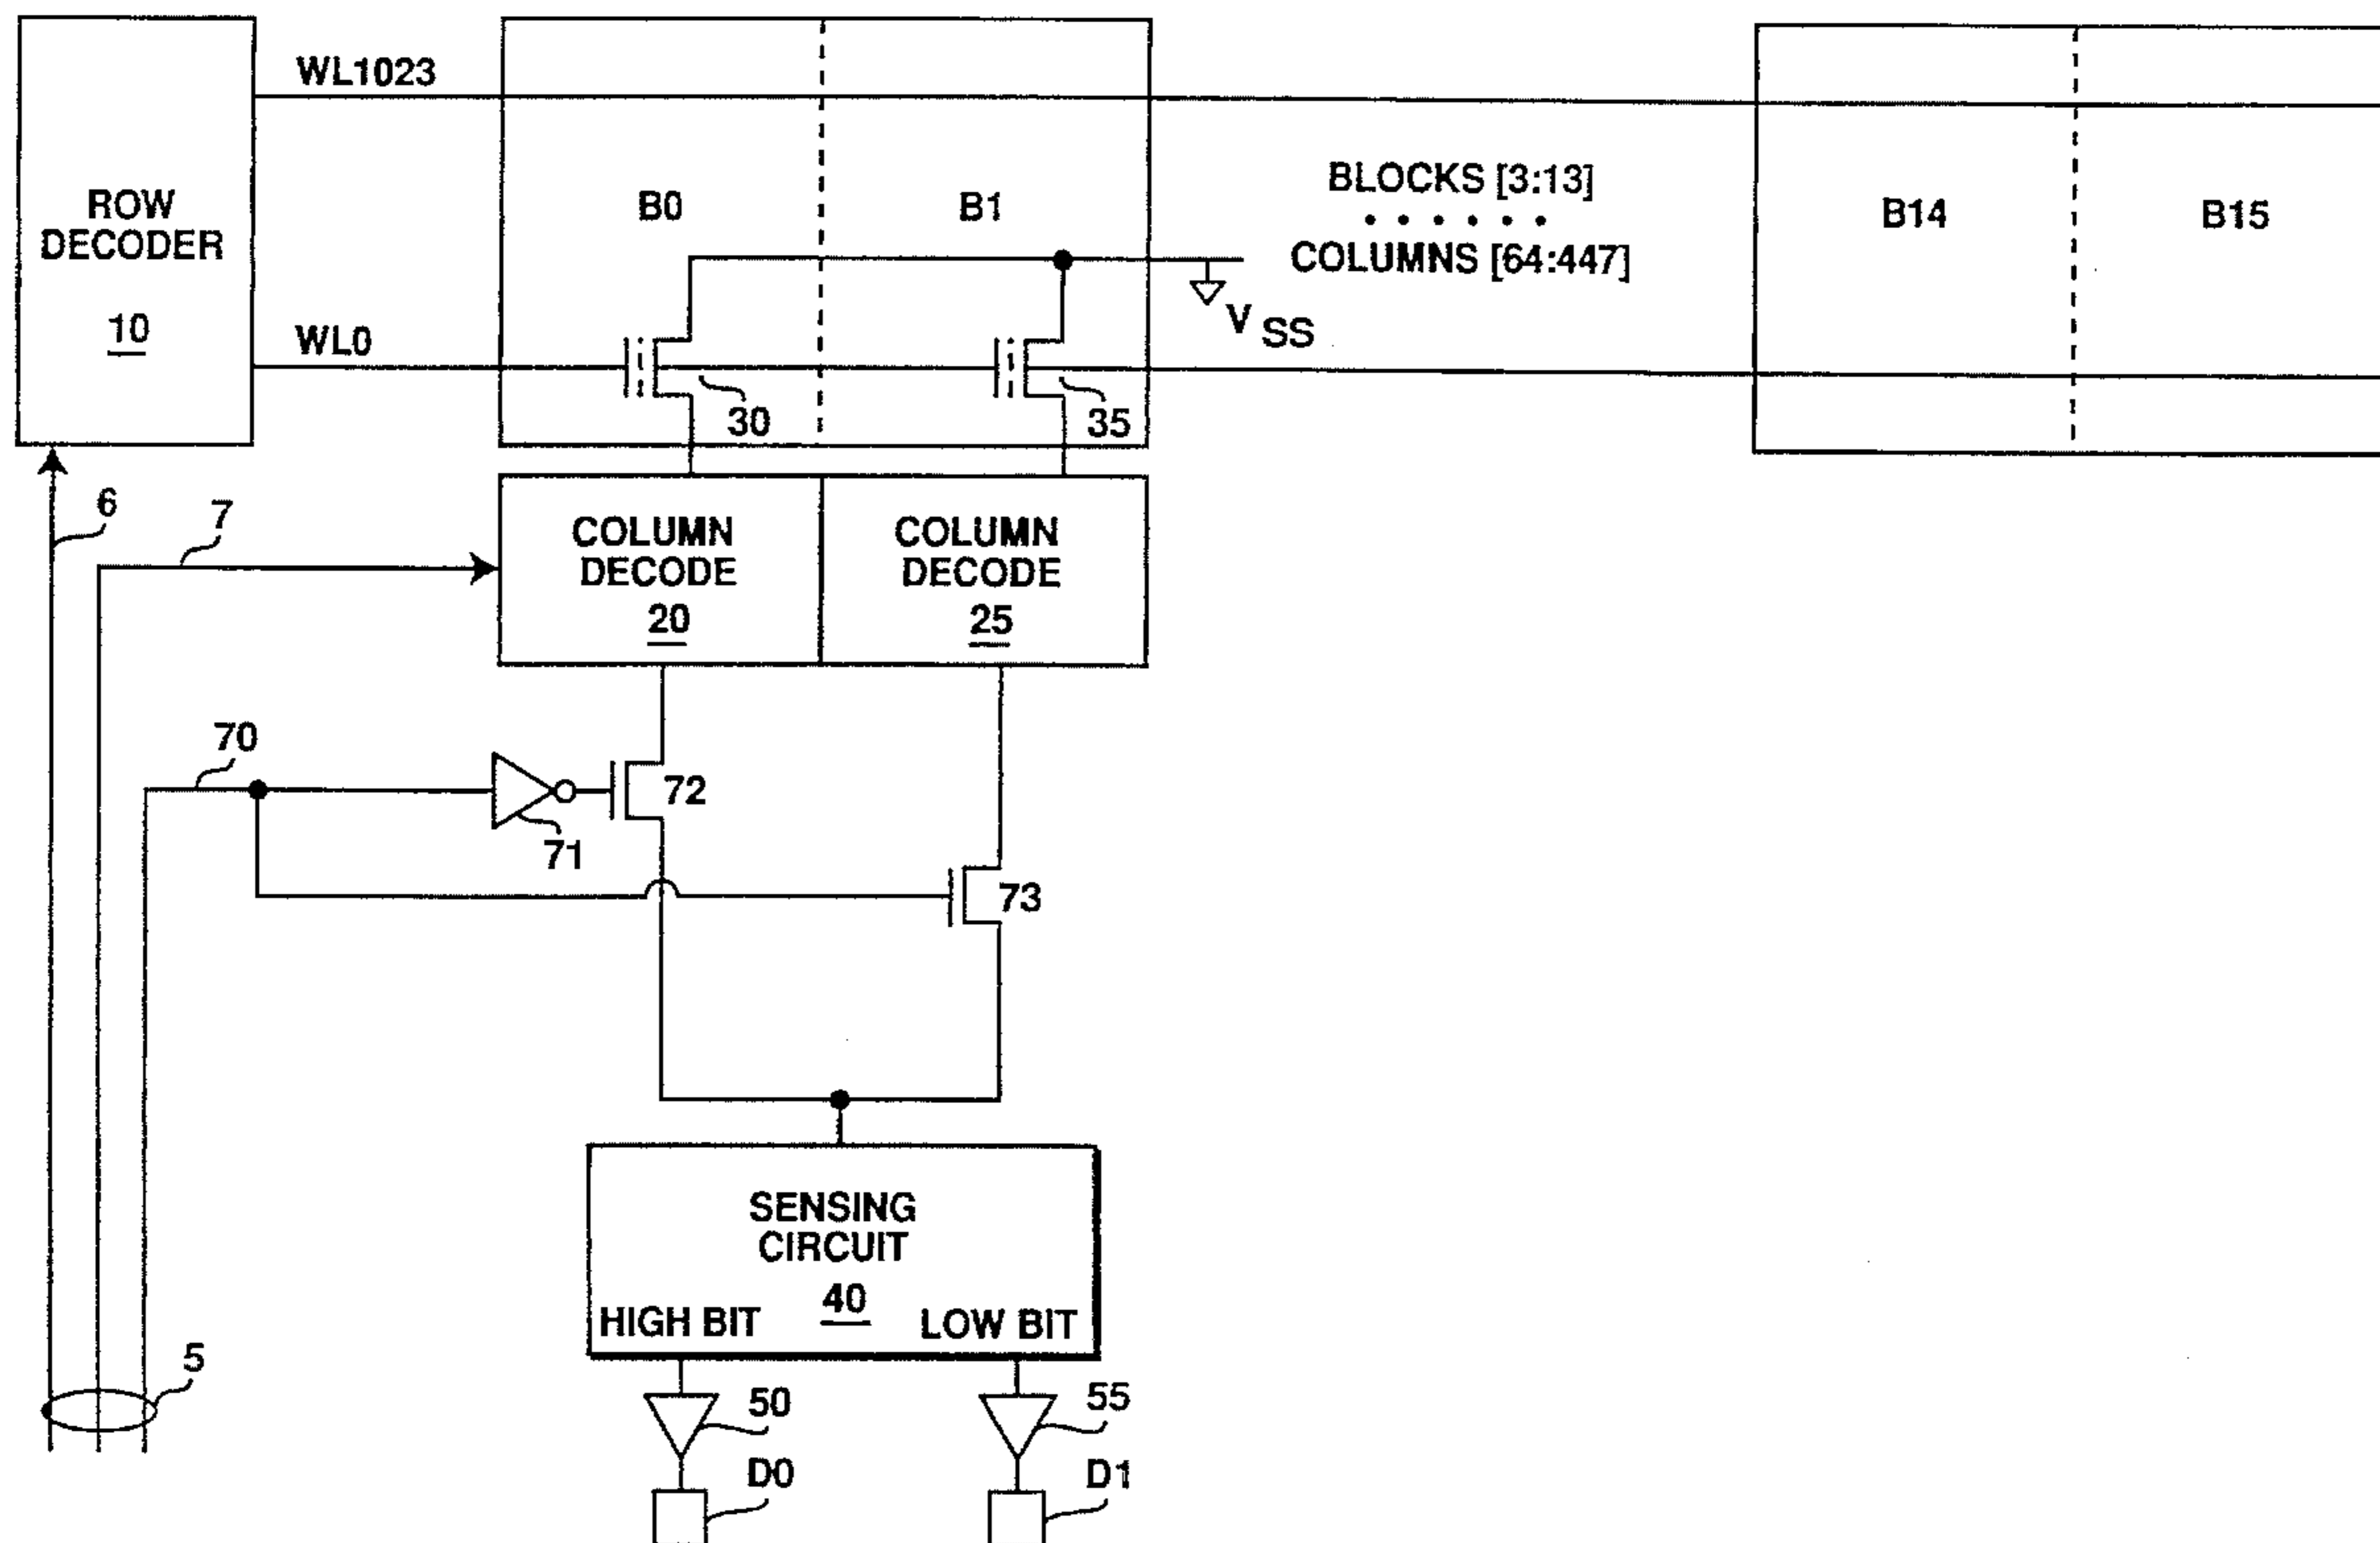 WL1023
ROW
DECODER
10
WL0
B0
B1
BLOCKS [3:13]
COLUMNS [64:447]
B14
B15
V SS
30
35
6
7
COLUMN
DECODE
20
COLUMN
DECODE
25
70
71
72
73
SENSING
CIRCUIT
40
HIGH BIT
LOW BIT
5
50
55
D0
D1